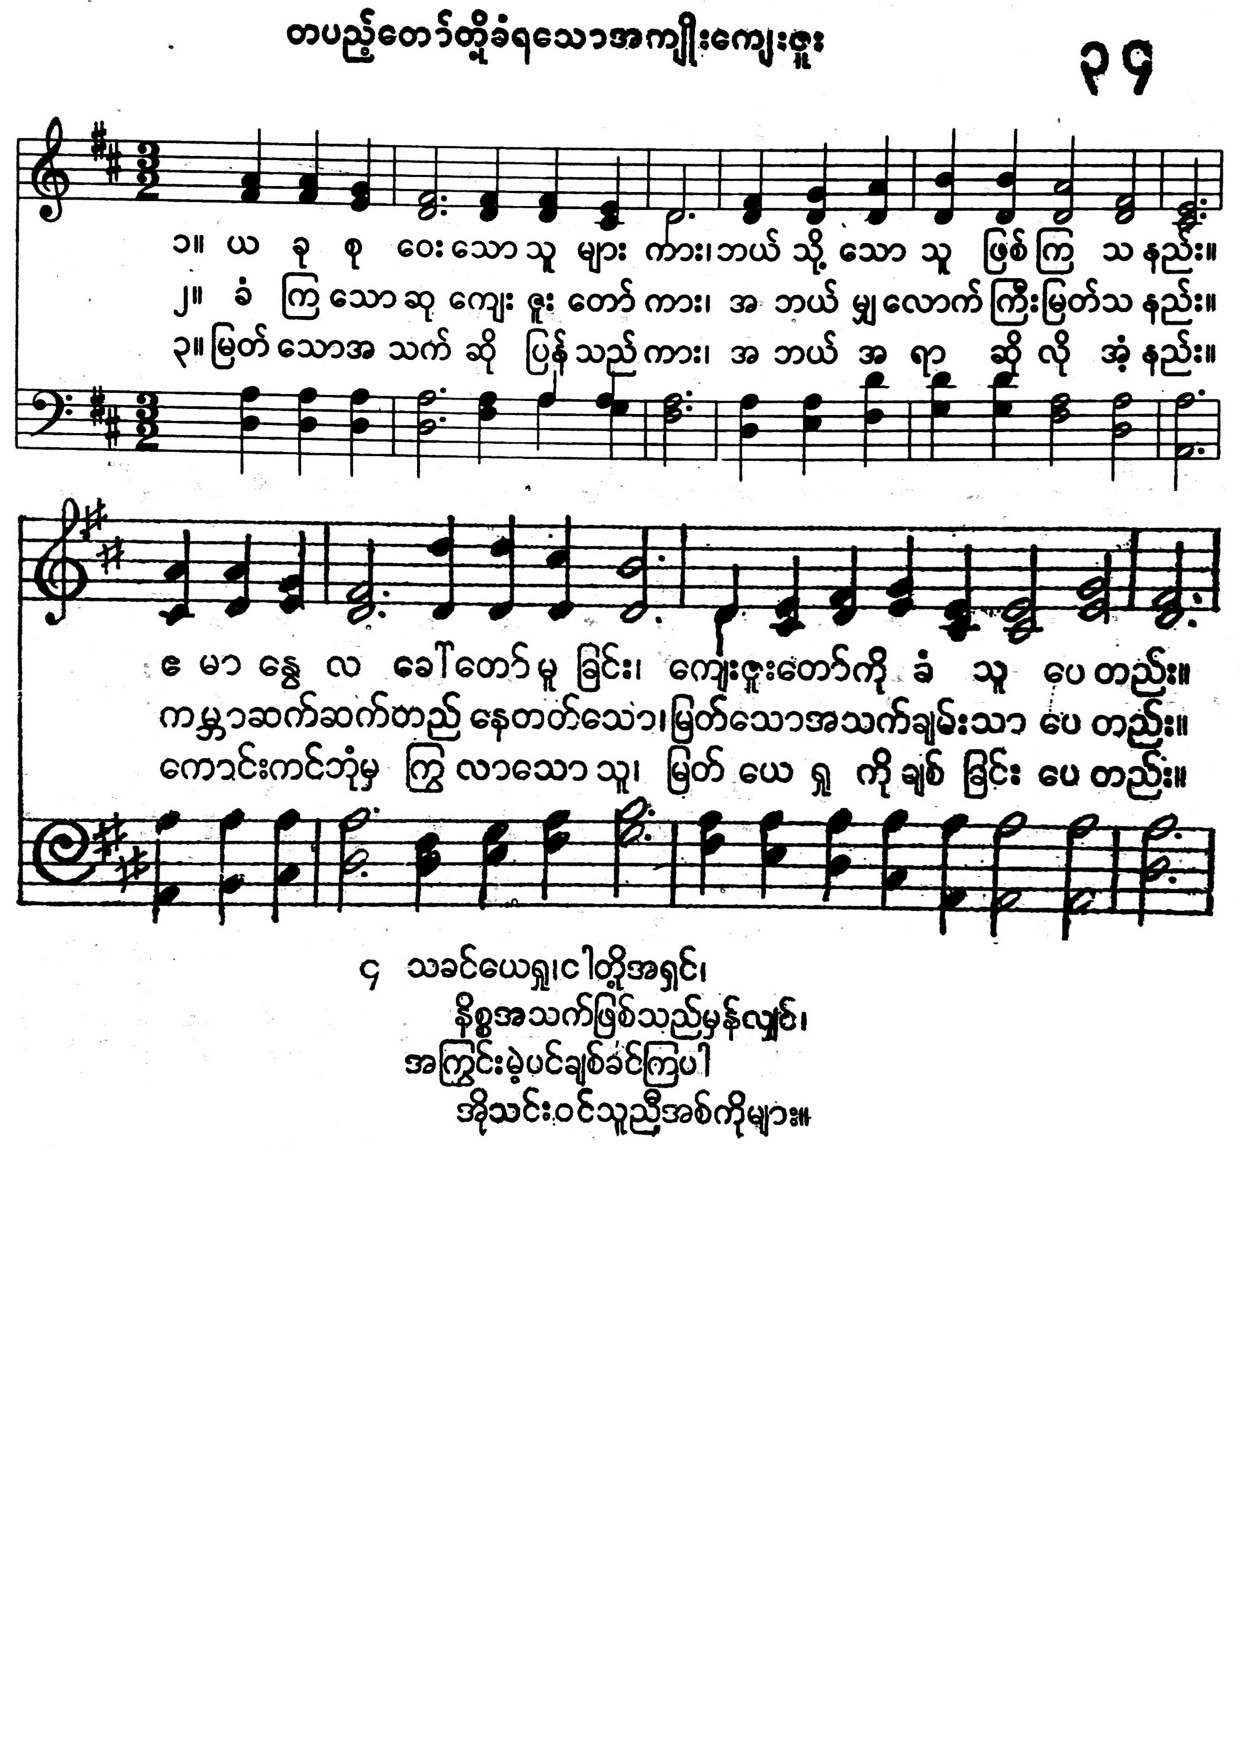 တပည့်တော်တို့ခံရသောအကျိုးကျေးဇူး
၃၄
၁။ ယ ခု စု ဝေး သော သူ များ ကား၊ ဘယ် သို့ သော သူ ဖြစ် ကြ သ နည်း။
၂။ ခံ ကြ သော ဆု ကျေး ဇူး တော် ကား၊ အ ဘယ် မျှ လောက် ကြီး မြတ် သ နည်း။
၃။ မြတ် သော အ သက် ဆို ပြန် သည် ကား၊ အ ဘယ် အ ရာ ဆို လို အံ့ နည်း။
ဧ မာ နွေ လ ခေါ် တော် မူ ခြင်း၊ ကျေးဇူးတော်ကို ခံ သူ ပေ တည်း။
ကမ္ဘာဆက်ဆက်တည် နေတတ်သော၊ မြတ်သောအသက်ချမ်းသာ ပေ တည်း။
ကောင်းကင်ဘုံမှ ကြွ လာသော သူ၊ မြတ် ယေ ရှု ကို ချစ် ခြင်း ပေ တည်း။
၄ သခင်ယေရှု၊ ငါတို့အရှင်၊
နိစ္စအသက်ဖြစ်သည်မှန်လျှင်၊
အကြွင်းမဲ့ပင်ချစ်ခင်ကြပါ
အိုသင်းဝင်သူညီအစ်ကိုများ။